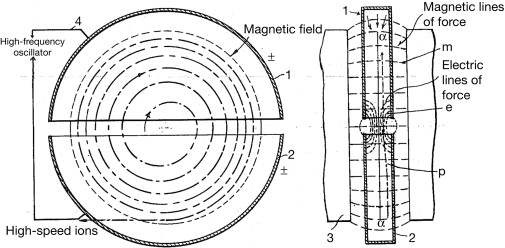 4
High-frequency
oscillator
Magnetic field
±
1
2
±
High-speed ions
1
Magnetic lines
of force
α
m
Electric
lines of
force
e
p
α
3
2